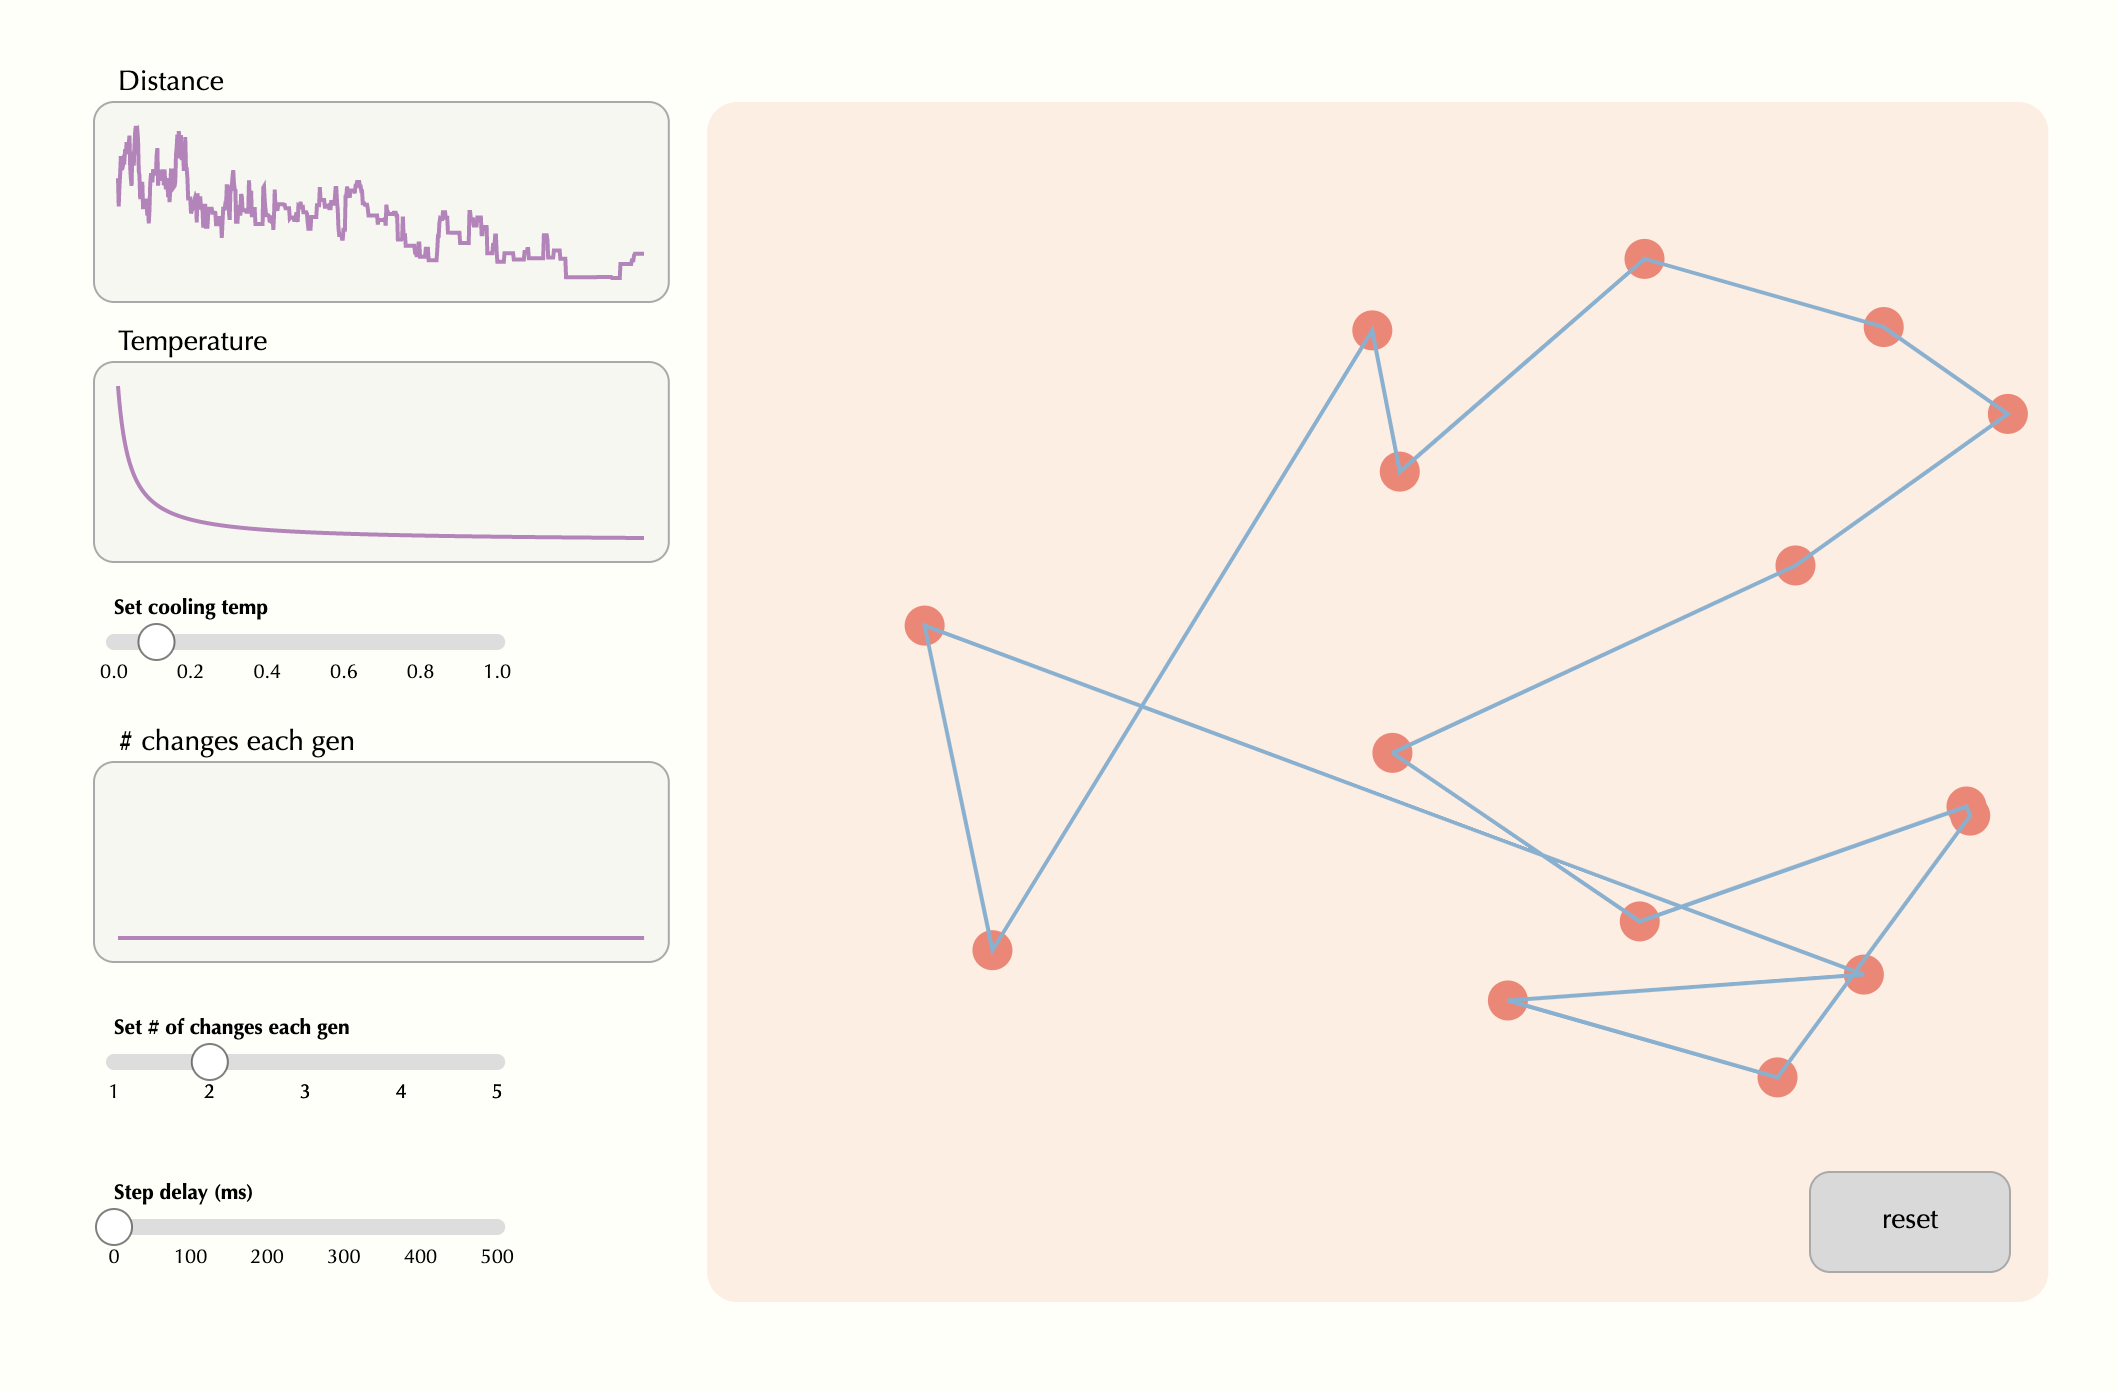 Distance
Temperature
Set cooling temp
0.0 0.2 0.4 0.6 0.8 1.0
# changes each gen
Set # of changes each gen
1 2 3 4 5
Step delay (ms)
0 100 200 300 400 500
reset